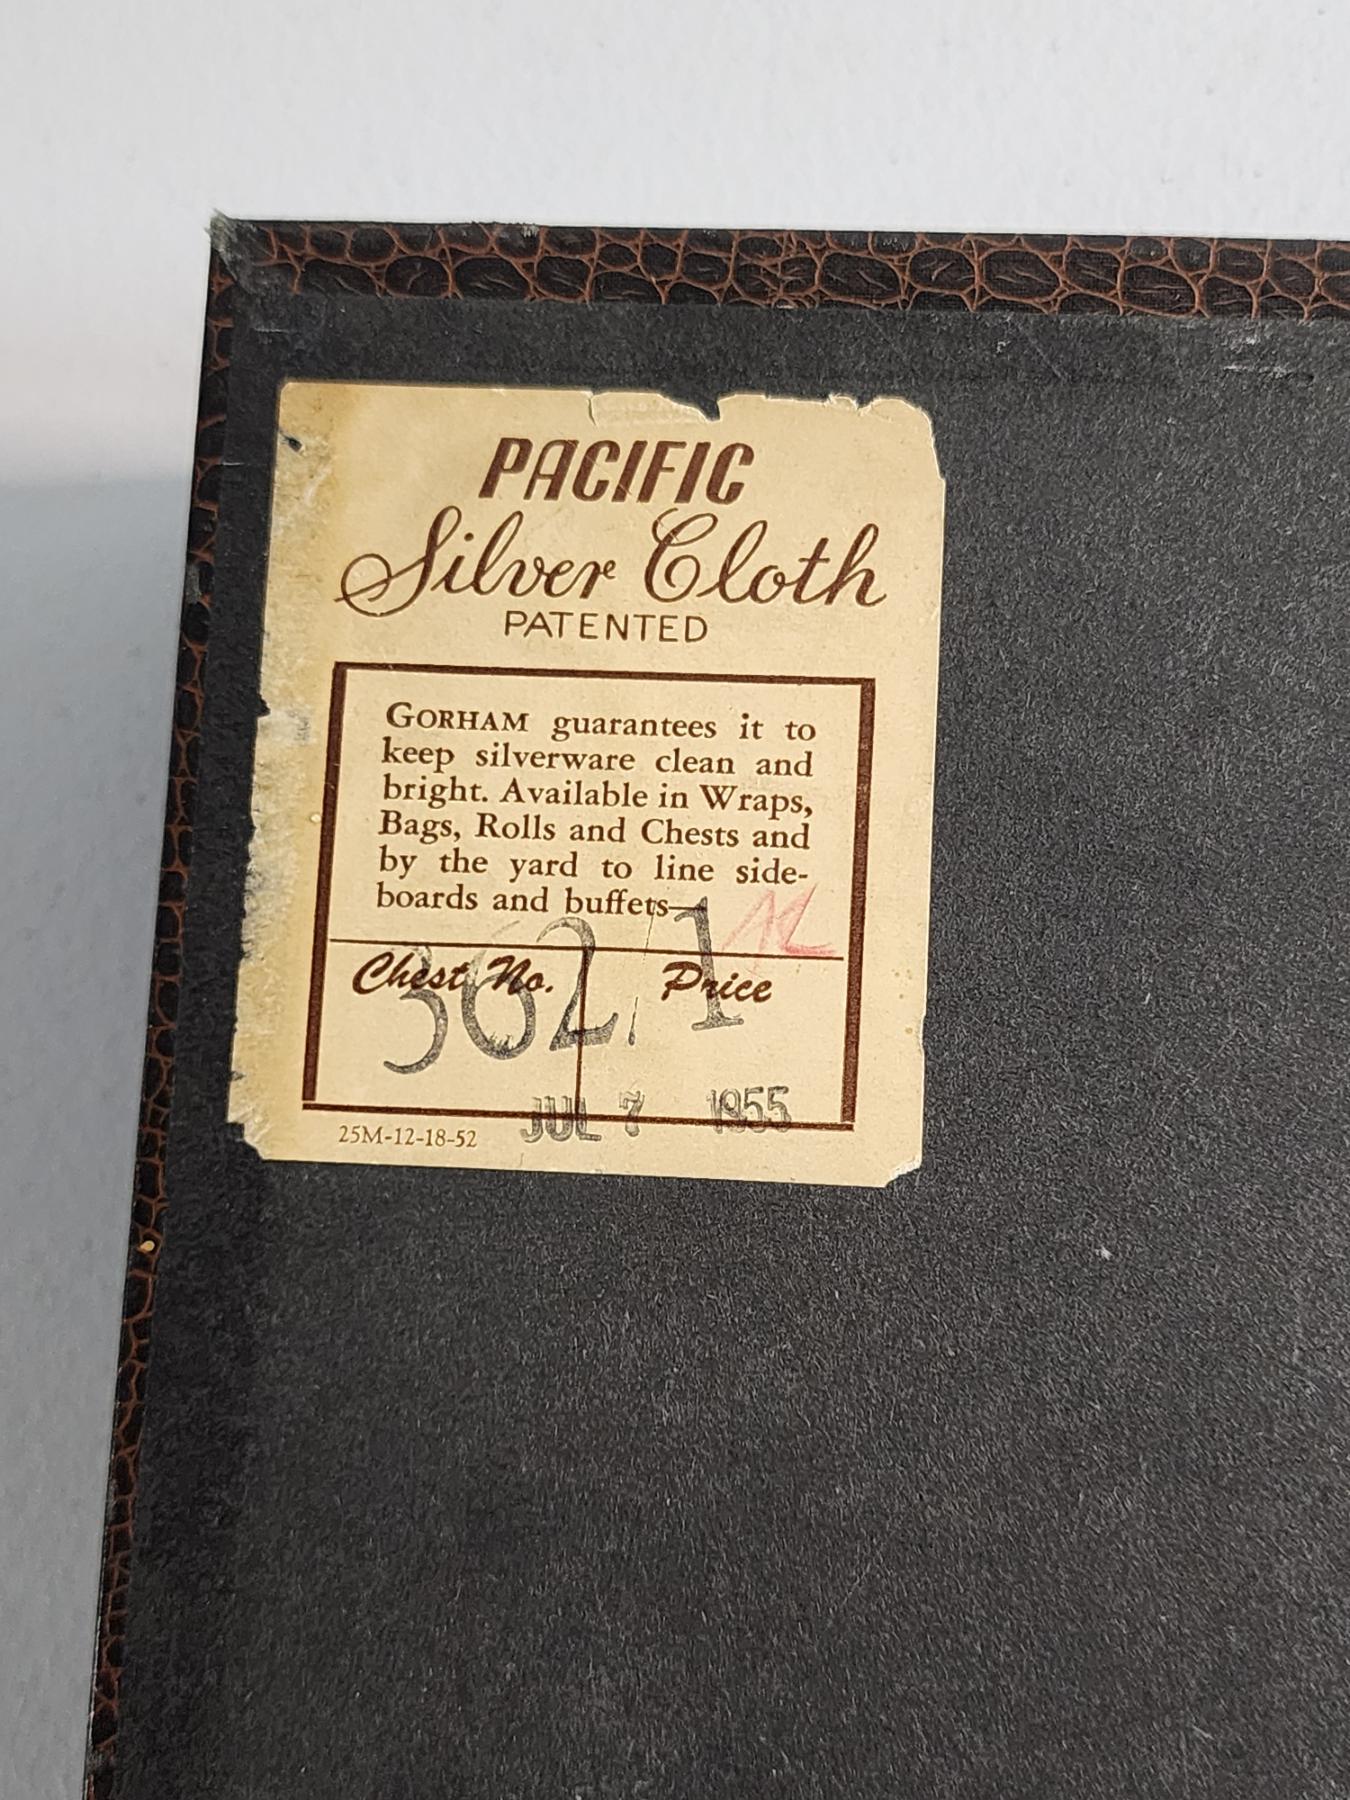 PACIFIC
Silver Cloth
PATENTED
GORHAM guarantees it to
keep silverware clean and
bright. Available in Wraps,
Bags, Rolls and Chests and
by the yard to line side-
boards and buffets—
Chest No. Price
362/1
JUL 7 1955
25M-12-18-52